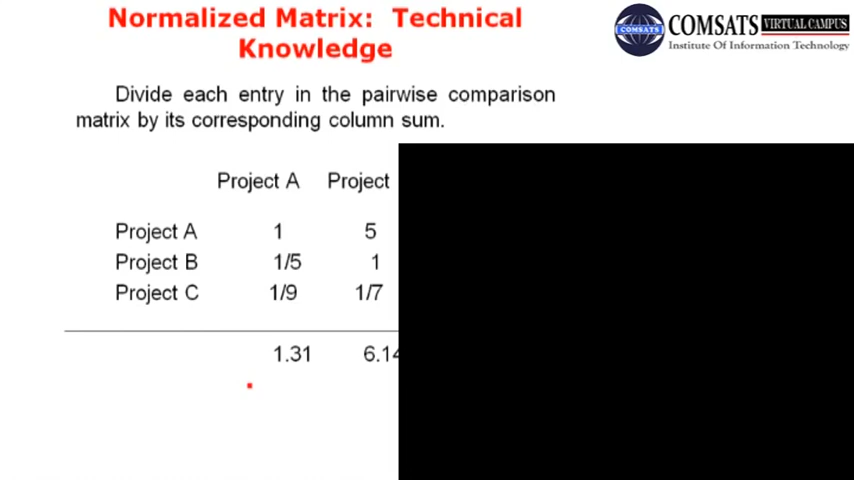 Normalized Matrix: Technical
Knowledge
COMSATS VIRTUAL CAMPUS
COMSATS
Institute Of Information Technology
Divide each entry in the pairwise comparison
matrix by its corresponding column sum.
Project A Project
Project A 1 5
Project B 1/5 1
Project C 1/9 1/7
1.31 6.14